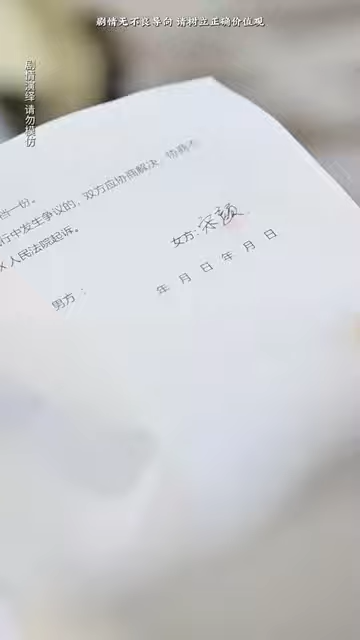 剧情无不良导向 请树立正确价值观
剧情演绎 请勿模仿
当一份。
行中发生争议的，双方应协商解决，协商不
X 人民法院起诉。
女方：宋
男方：
年 月 日 年 月 日